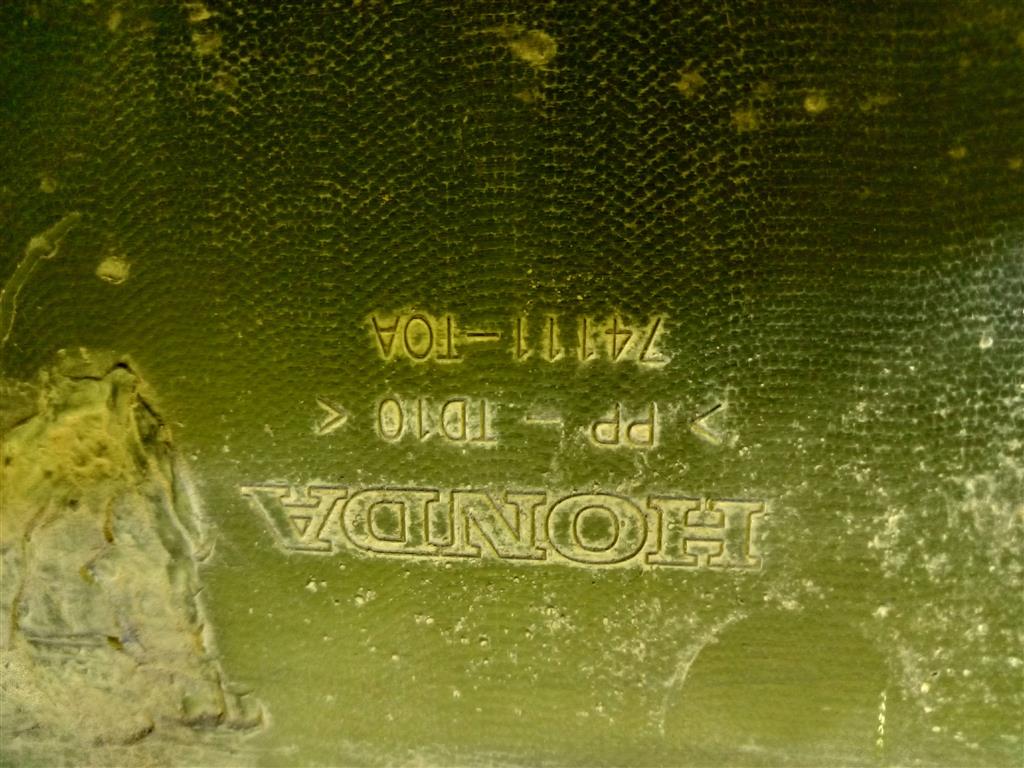 HONDA
> PP - TD10 <
74111-T0A